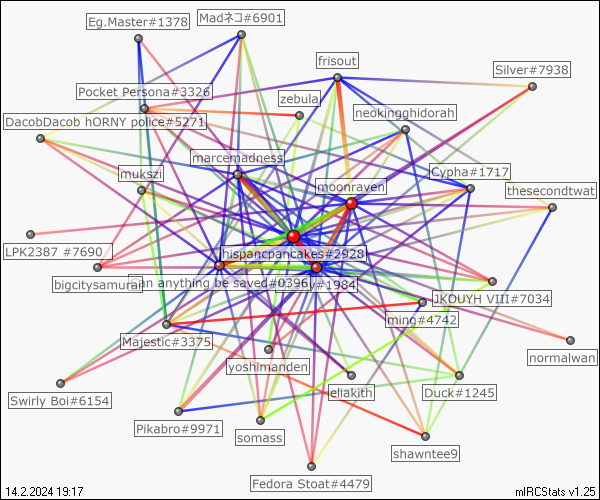 Eg.Master#1378
Madネコ#6901
frisout
Silver#7938
Pocket Persona#3326
zebula
neokingghidorah
DacobDacob hORNY police#5271
marcemadness
mukszi
Cypha#1717
moonraven
thesecondtwat
LPK2387 #7690
hispancpancakes#2928
bigcitysamurai
an anything be saved#0396
#1984
JKOUYH VIII#7034
ming#4742
Majestic#3375
yoshimanden
normalwan
eliakith
Duck#1245
Swirly Boi#6154
Pikabro#9971
somass
shawntee9
Fedora Stoat#4479
14.2.2024 19:17
mIRCStats v1.25